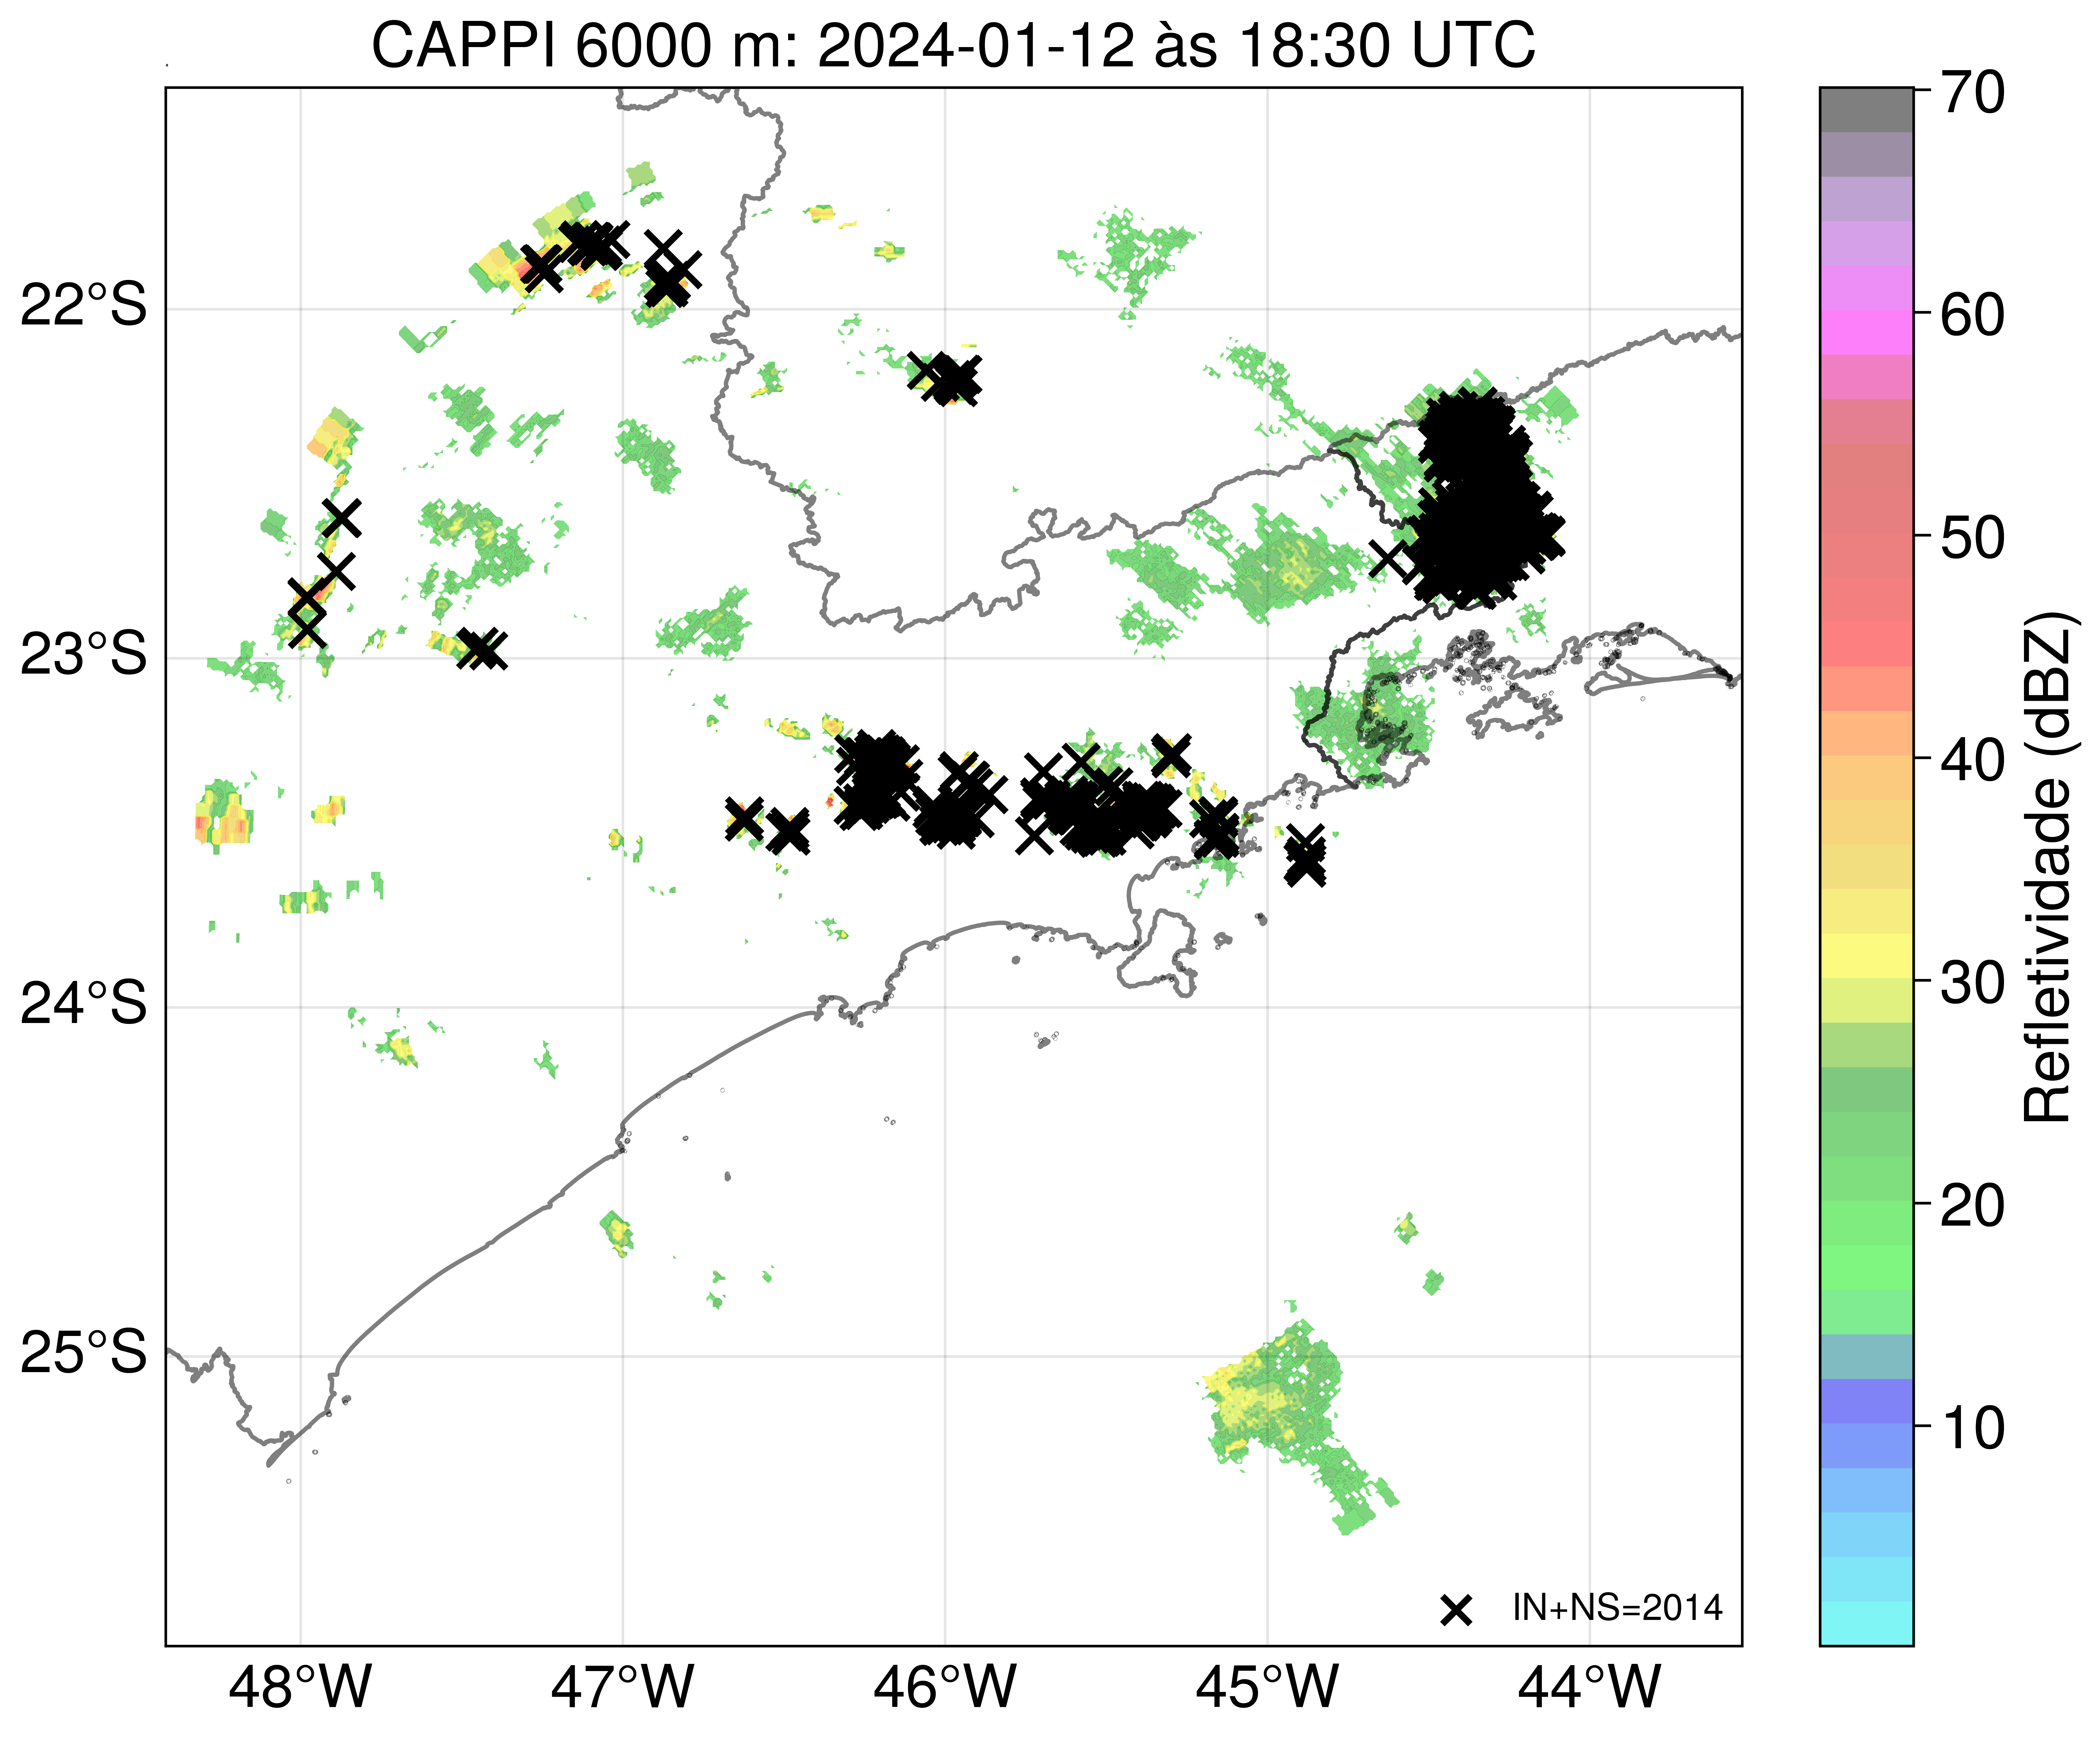 CAPPI 6000 m: 2024-01-12 às 18:30 UTC
22°S
23°S
24°S
25°S
48°W
47°W
46°W
45°W
44°W
IN+NS=2014
70
60
50
40
30
20
10
Refletividade (dBZ)